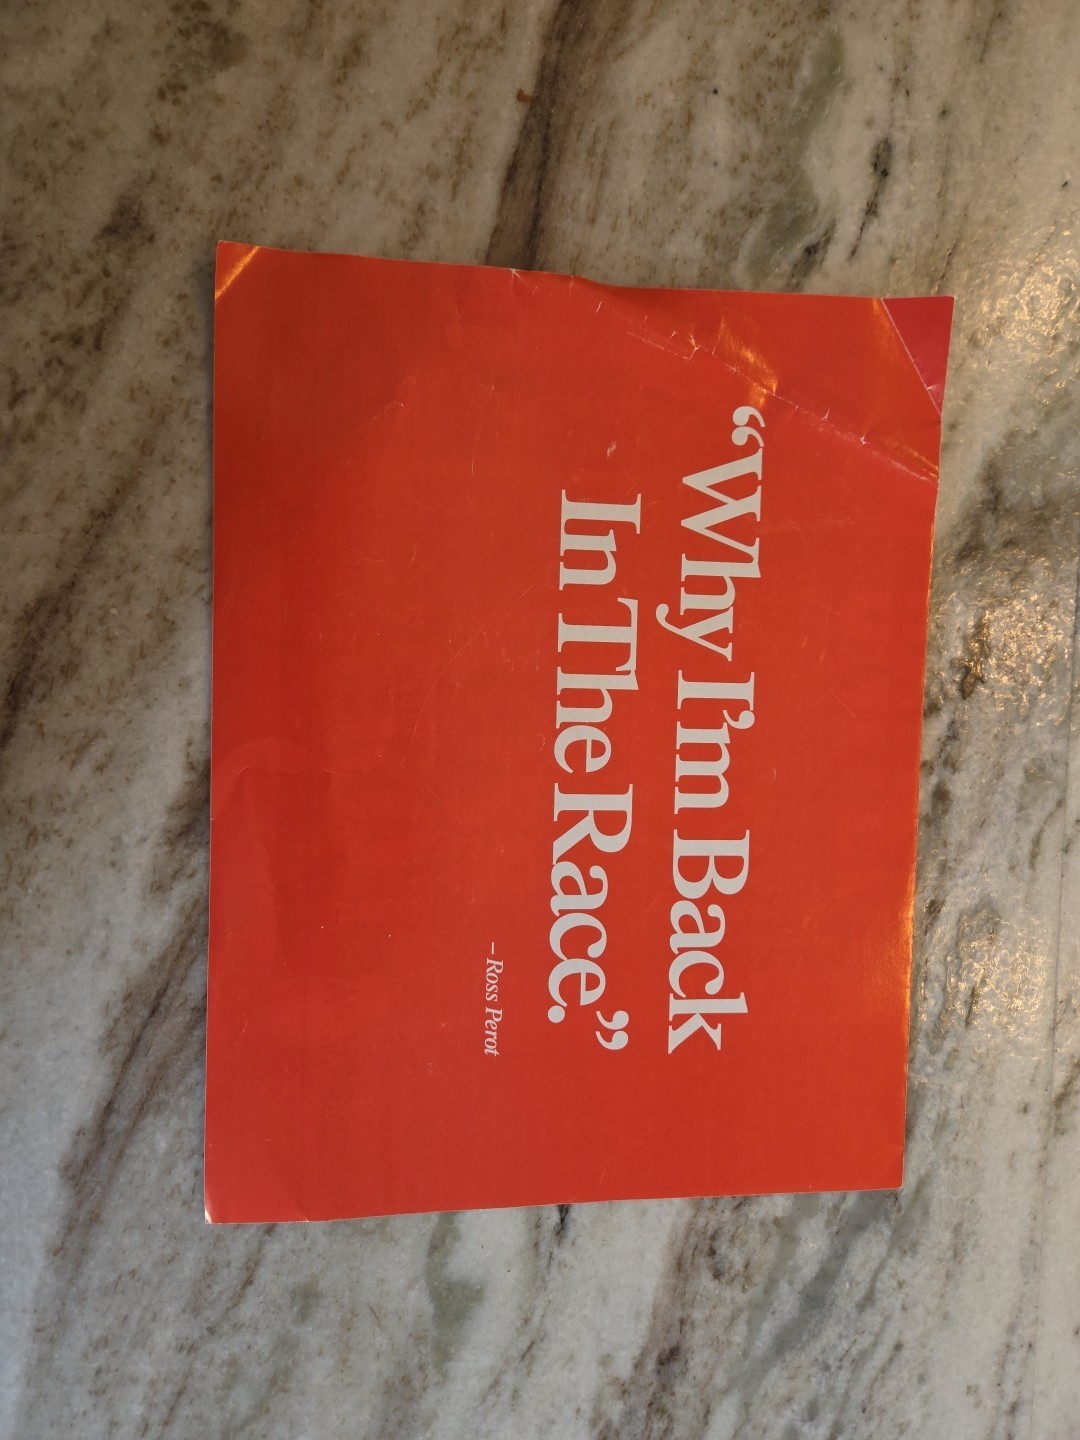 “Why I’m Back
In The Race.”
– Ross Perot